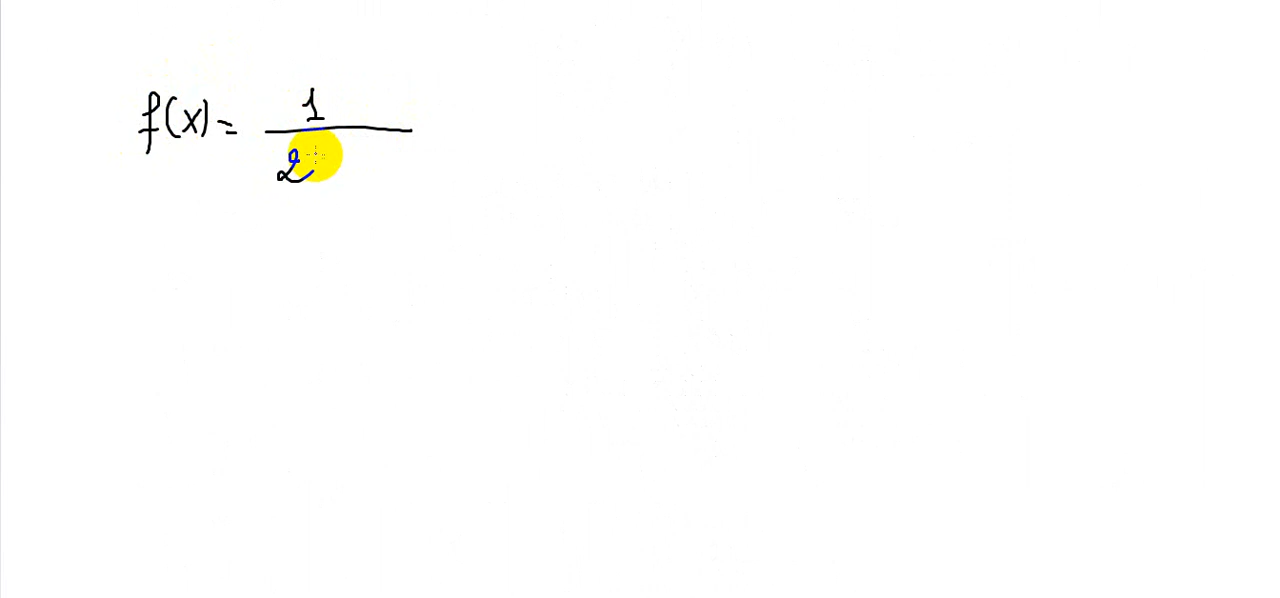 f(x) = 1/2